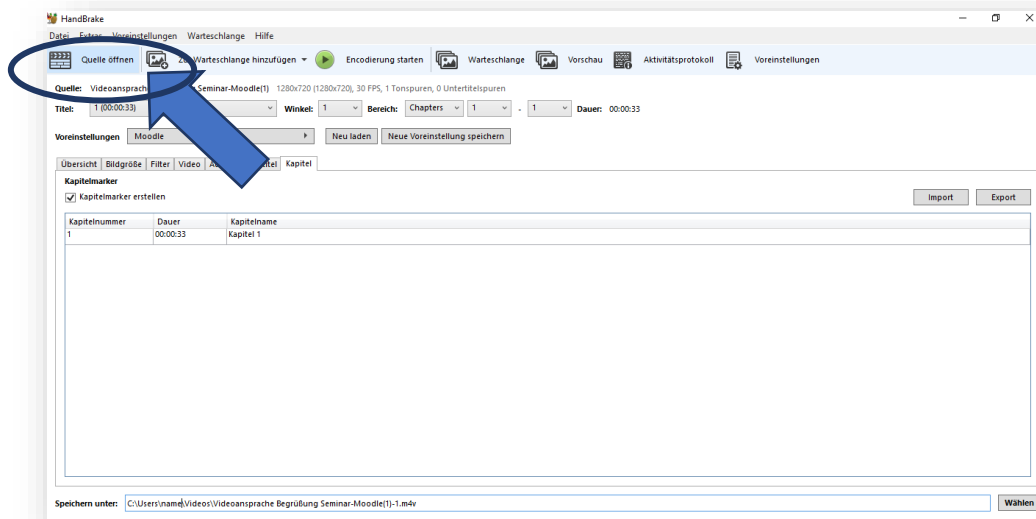 HandBrake
Datei Extras Voreinstellungen Warteschlange Hilfe
Quelle öffnen Warteschlange hinzufügen Encodierung starten Warteschlange Vorschau Aktivitätsprotokoll Voreinstellungen
Quelle: Videoansprache Seminar-Moodle(1) 1280x720 (1280x720), 30 FPS, 1 Tonspuren, 0 Untertitelspuren
Titel: 1 (00:00:33) Winkel: 1 Bereich: Chapters 1 - 1 Dauer: 00:00:33
Voreinstellungen Moodle Neu laden Neue Voreinstellung speichern
Übersicht Bildgröße Filter Video Kapitel
Kapitelmarker
Kapitelmarker erstellen Import Export
Kapitelnummer Dauer Kapitelname
1 00:00:33 Kapitel 1
Speichern unter: C:\Users\name\Videos\Videoansprache Begrüßung Seminar-Moodle(1)-1.m4v Wählen